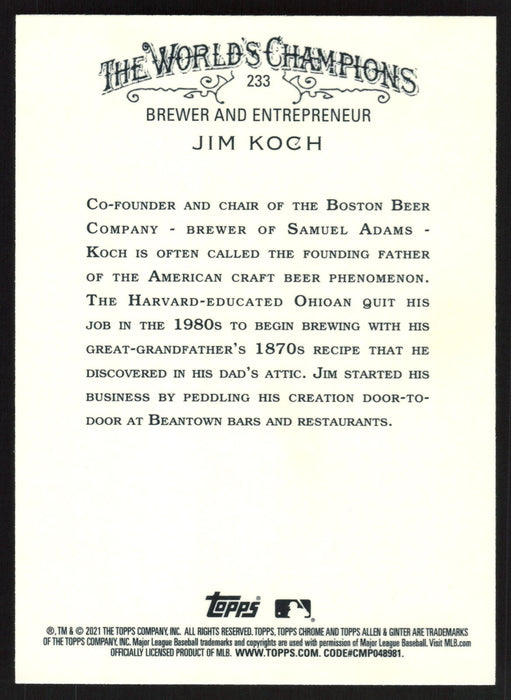 THE WORLD'S CHAMPIONS
233
BREWER AND ENTREPRENEUR
JIM KOCH
CO-FOUNDER AND CHAIR OF THE BOSTON BEER
COMPANY - BREWER OF SAMUEL ADAMS -
KOCH IS OFTEN CALLED THE FOUNDING FATHER
OF THE AMERICAN CRAFT BEER PHENOMENON.
THE HARVARD-EDUCATED OHIOAN QUIT HIS
JOB IN THE 1980S TO BEGIN BREWING WITH HIS
GREAT-GRANDFATHER'S 1870S RECIPE THAT HE
DISCOVERED IN HIS DAD'S ATTIC. JIM STARTED HIS
BUSINESS BY PEDDLING HIS CREATION DOOR-TO-
DOOR AT BEANTOWN BARS AND RESTAURANTS.
topps
®, TM & © 2021 THE TOPPS COMPANY, INC. ALL RIGHTS RESERVED. TOPPS, TOPPS CHROME AND TOPPS ALLEN & GINTER ARE TRADEMARKS
OF THE TOPPS COMPANY, INC. Major League Baseball trademarks and copyrights are used with permission of Major League Baseball. Visit MLB.com
OFFICIALLY LICENSED PRODUCT OF MLB. WWW.TOPPS.COM. CODE#CMP048981.